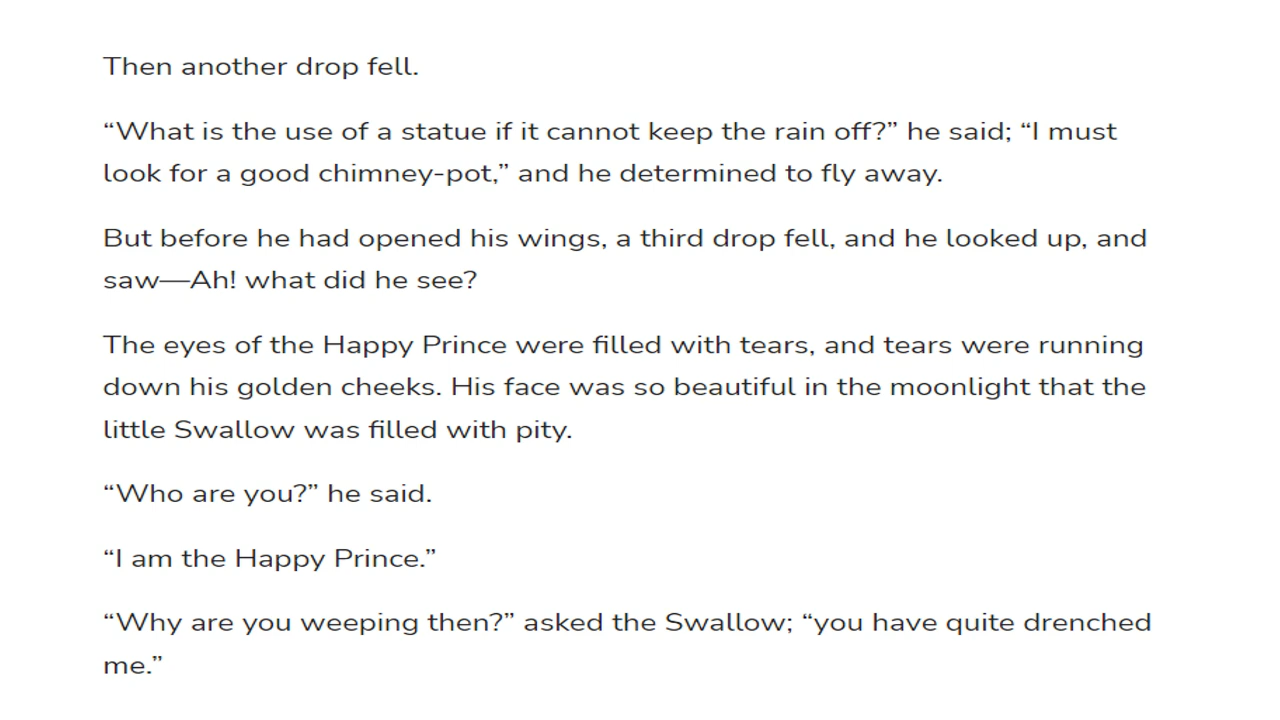 Then another drop fell.
“What is the use of a statue if it cannot keep the rain off?” he said; “I must
look for a good chimney-pot,” and he determined to fly away.
But before he had opened his wings, a third drop fell, and he looked up, and
saw—Ah! what did he see?
The eyes of the Happy Prince were filled with tears, and tears were running
down his golden cheeks. His face was so beautiful in the moonlight that the
little Swallow was filled with pity.
“Who are you?” he said.
“I am the Happy Prince.”
“Why are you weeping then?” asked the Swallow; “you have quite drenched
me.”